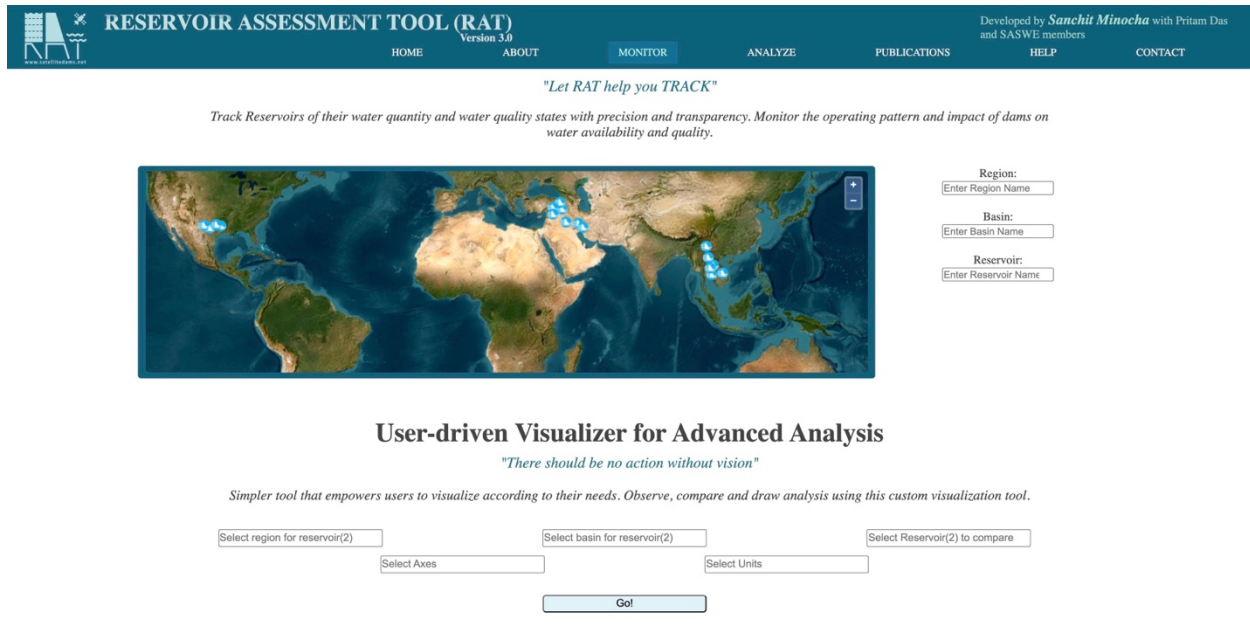 RESERVOIR ASSESSMENT TOOL (RAT)
Version 3.0
Developed by Sanchit Minocha with Pritam Das
and SASWE members
RAT
www.satellitedams.net
HOME ABOUT MONITOR ANALYZE PUBLICATIONS HELP CONTACT
"Let RAT help you TRACK"
Track Reservoirs of their water quantity and water quality states with precision and transparency. Monitor the operating pattern and impact of dams on
water availability and quality.
+
−
Region:
Enter Region Name
Basin:
Enter Basin Name
Reservoir:
Enter Reservoir Name
User-driven Visualizer for Advanced Analysis
"There should be no action without vision"
Simpler tool that empowers users to visualize according to their needs. Observe, compare and draw analysis using this custom visualization tool.
Select region for reservoir(2) Select basin for reservoir(2) Select Reservoir(2) to compare
Select Axes Select Units
Go!